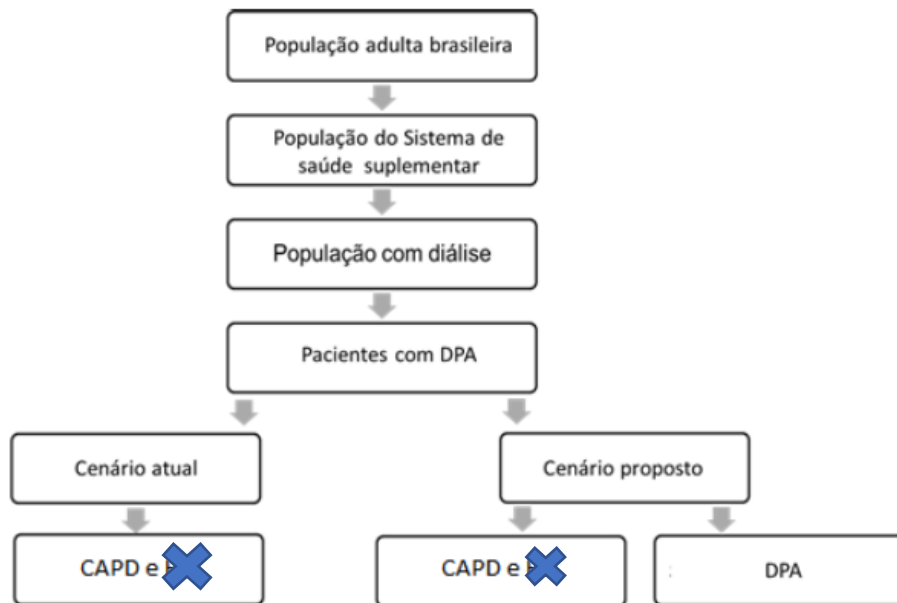 População adulta brasileira
População do Sistema de
saúde suplementar
População com diálise
Pacientes com DPA
Cenário atual
Cenário proposto
CAPD e
CAPD e
DPA